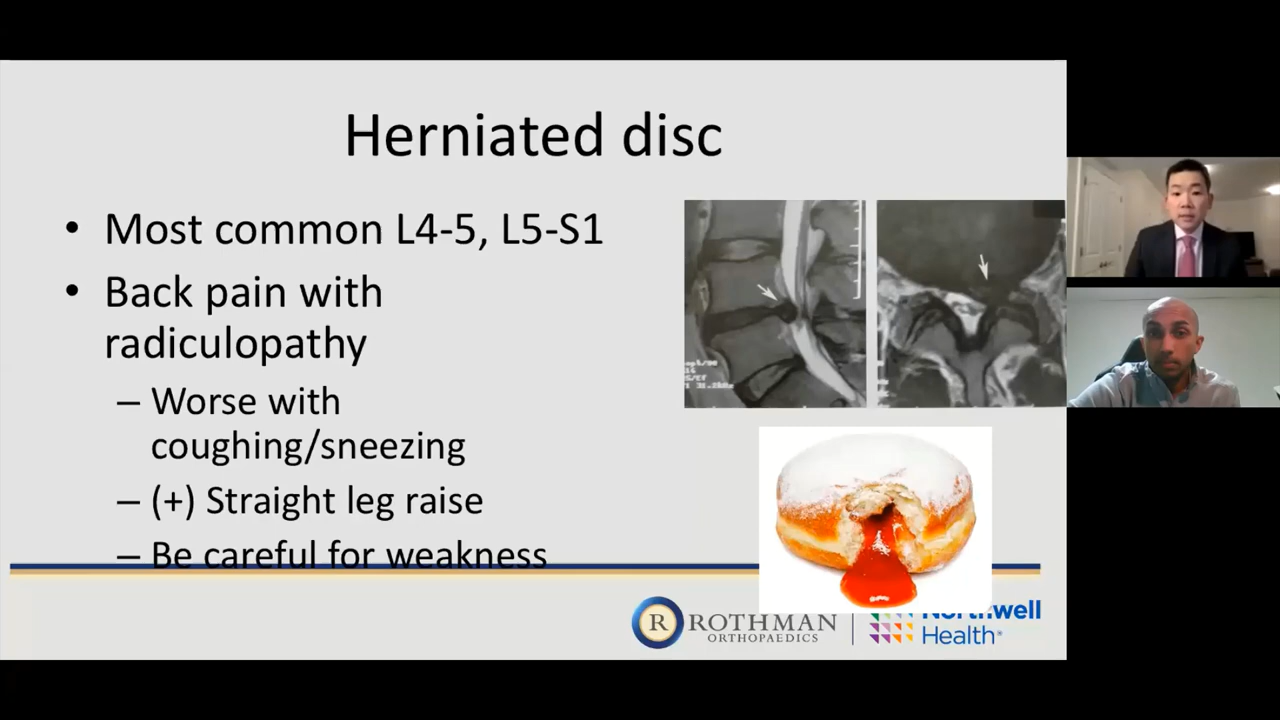 Herniated disc
• Most common L4-5, L5-S1
• Back pain with
radiculopathy
– Worse with
coughing/sneezing
– (+) Straight leg raise
– Be careful for weakness
R ROTHMAN
ORTHOPAEDICS
Northwell
Health